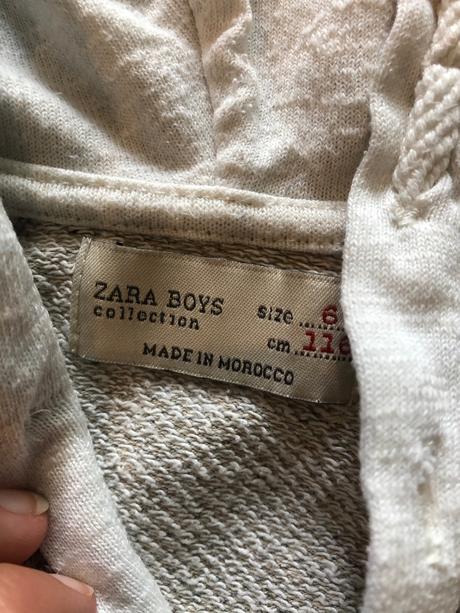 ZARA BOYS
collection
size....6
cm....116
MADE IN MOROCCO